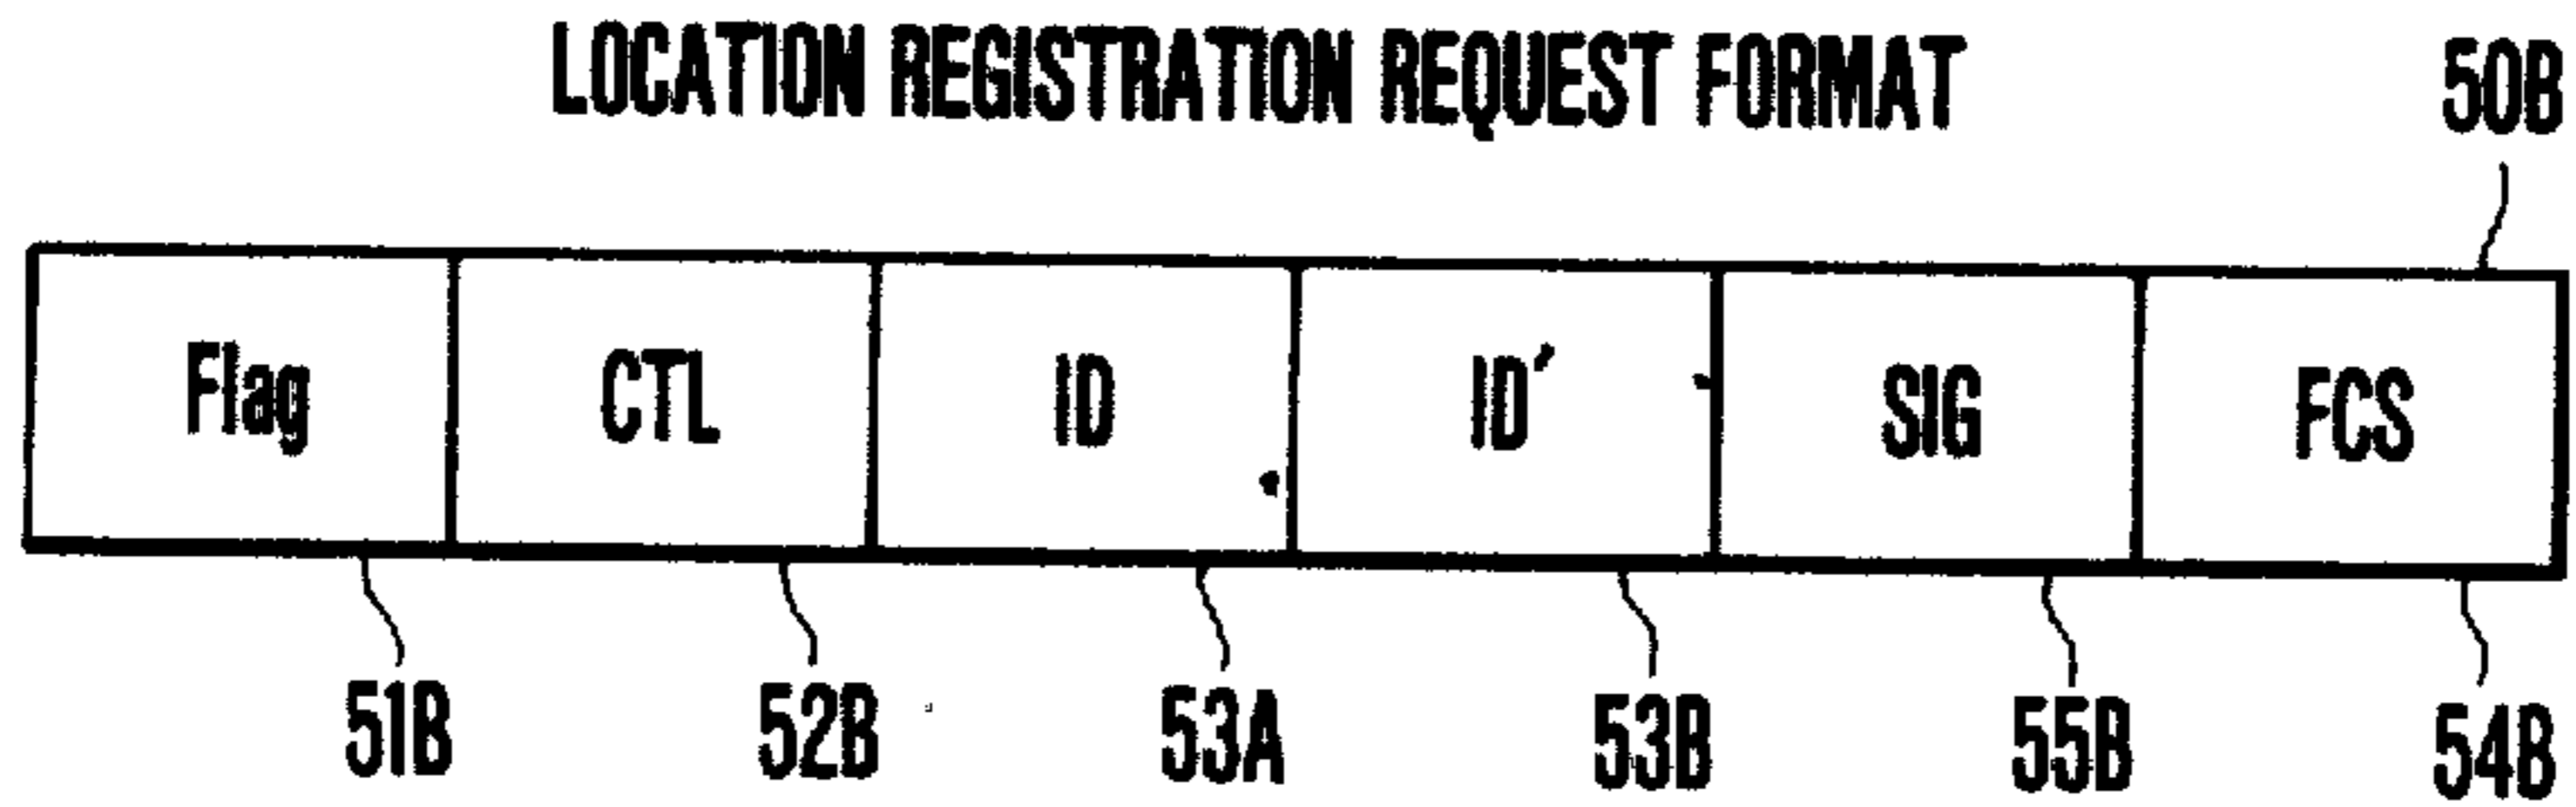 LOCATION REGISTRATION REQUEST FORMAT
50B
Flag CTL ID ID′ SIG FCS
51B 52B 53A 53B 55B 54B